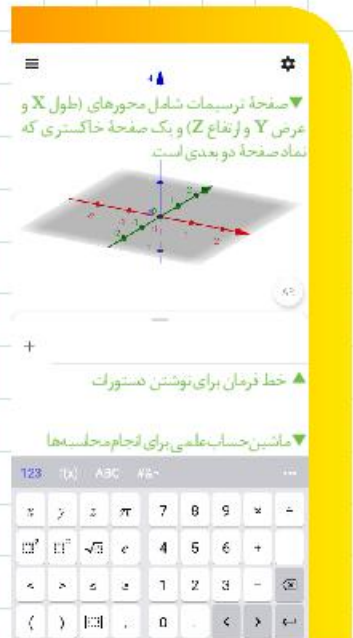 ▼صفحهٔ ترسیمات شامل محورهای (طول X و
عرض Y و ارتفاع Z) و یک صفحهٔ خاکستری که
نماد صفحهٔ دو بعدی است.
+
▲ خط فرمان برای نوشتن دستورات
▼ماشین‌حساب علمی برای انجام محاسبه‌ها
123 f(x) ABC #&¬
x y z π 7 8 9 × ÷
e 4 5 6 +
< > ≤ ≥ 1 2 3 −
( ) , 0 . < >